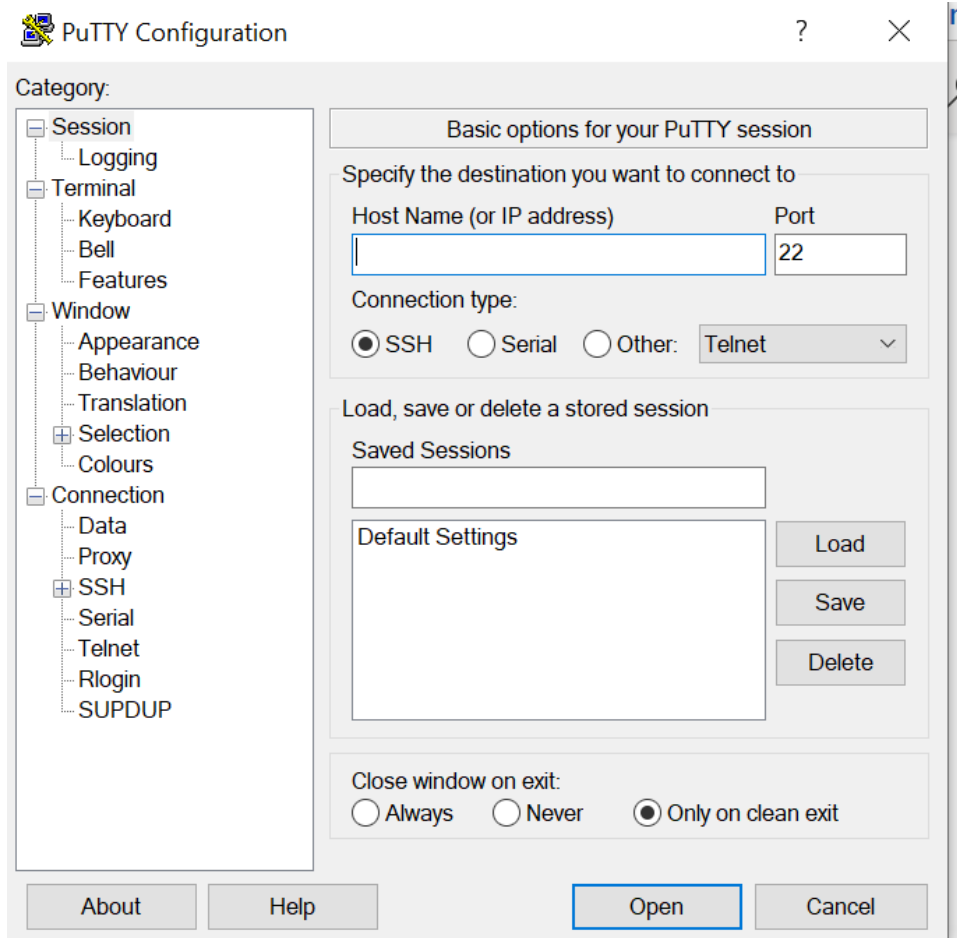 PuTTY Configuration
?
Category:
Session
Logging
Terminal
Keyboard
Bell
Features
Window
Appearance
Behaviour
Translation
Selection
Colours
Connection
Data
Proxy
SSH
Serial
Telnet
Rlogin
SUPDUP
Basic options for your PuTTY session
Specify the destination you want to connect to
Host Name (or IP address) Port
22
Connection type:
SSH Serial Other: Telnet
Load, save or delete a stored session
Saved Sessions
Default Settings
Load
Save
Delete
Close window on exit:
Always Never Only on clean exit
About Help Open Cancel